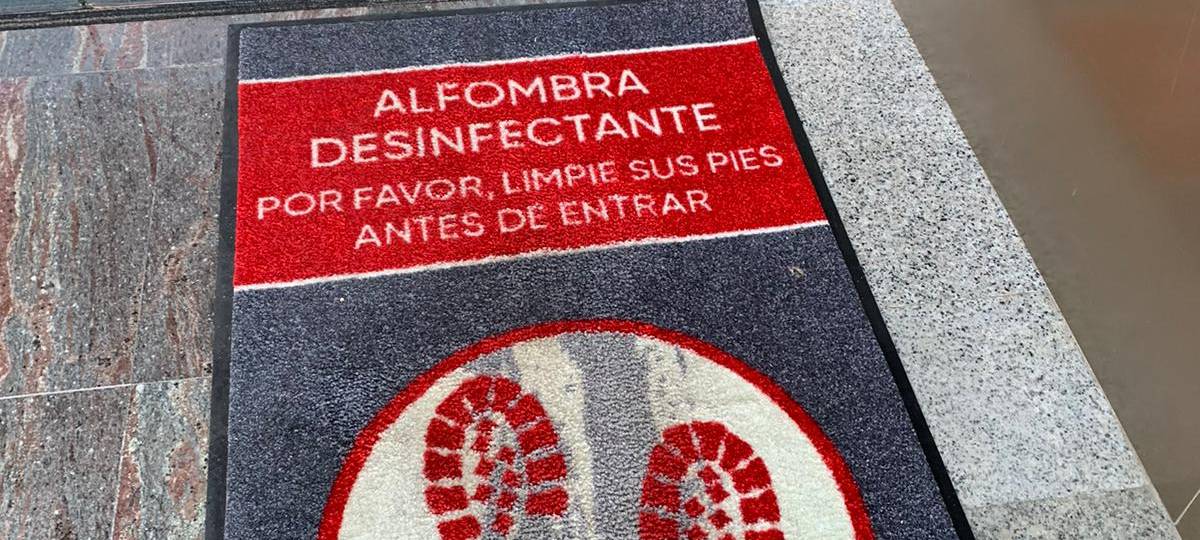 ALFOMBRA
DESINFECTANTE
POR FAVOR, LIMPIE SUS PIES
ANTES DE ENTRAR